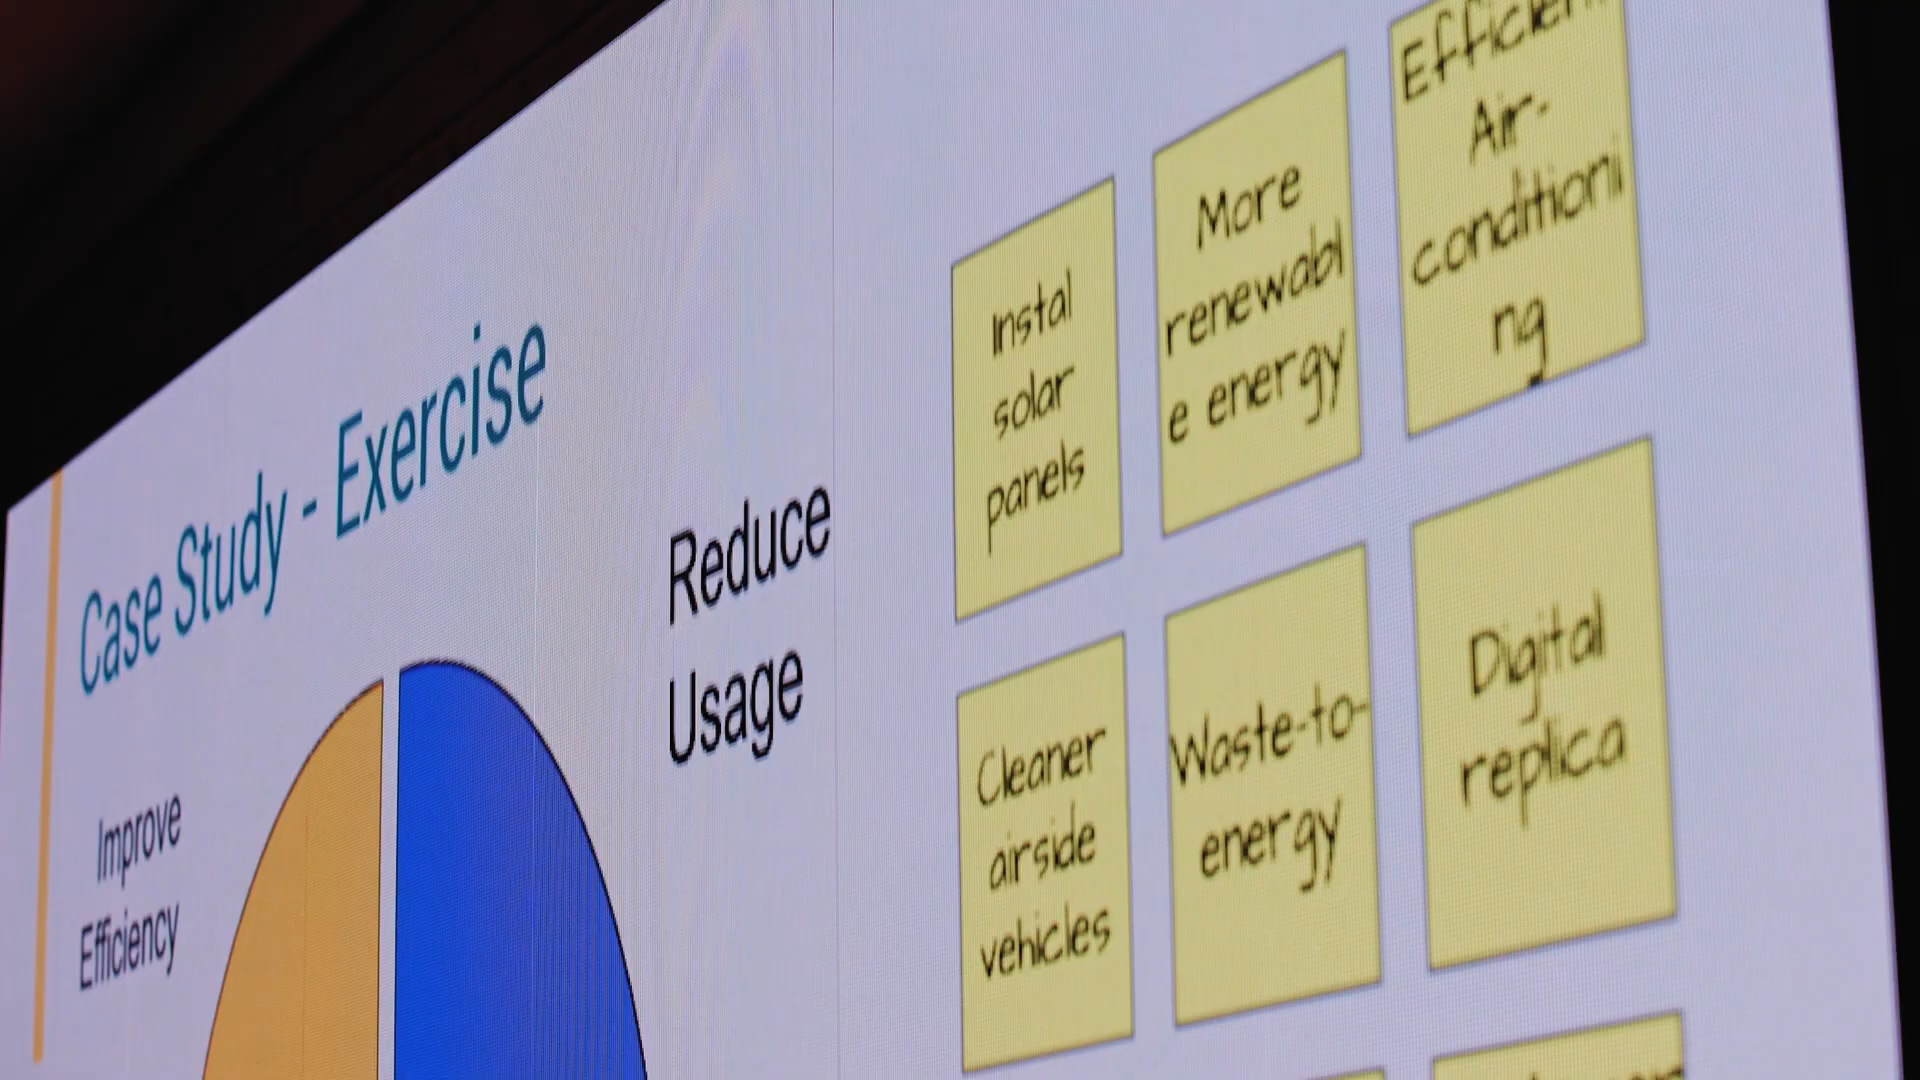 Case Study - Exercise
Improve
Efficiency
Reduce
Usage
Instal
solar
panels
More
renewabl
e energy
Air-
conditioni
ng
Cleaner
airside
vehicles
Waste-to-
energy
Digital
replica